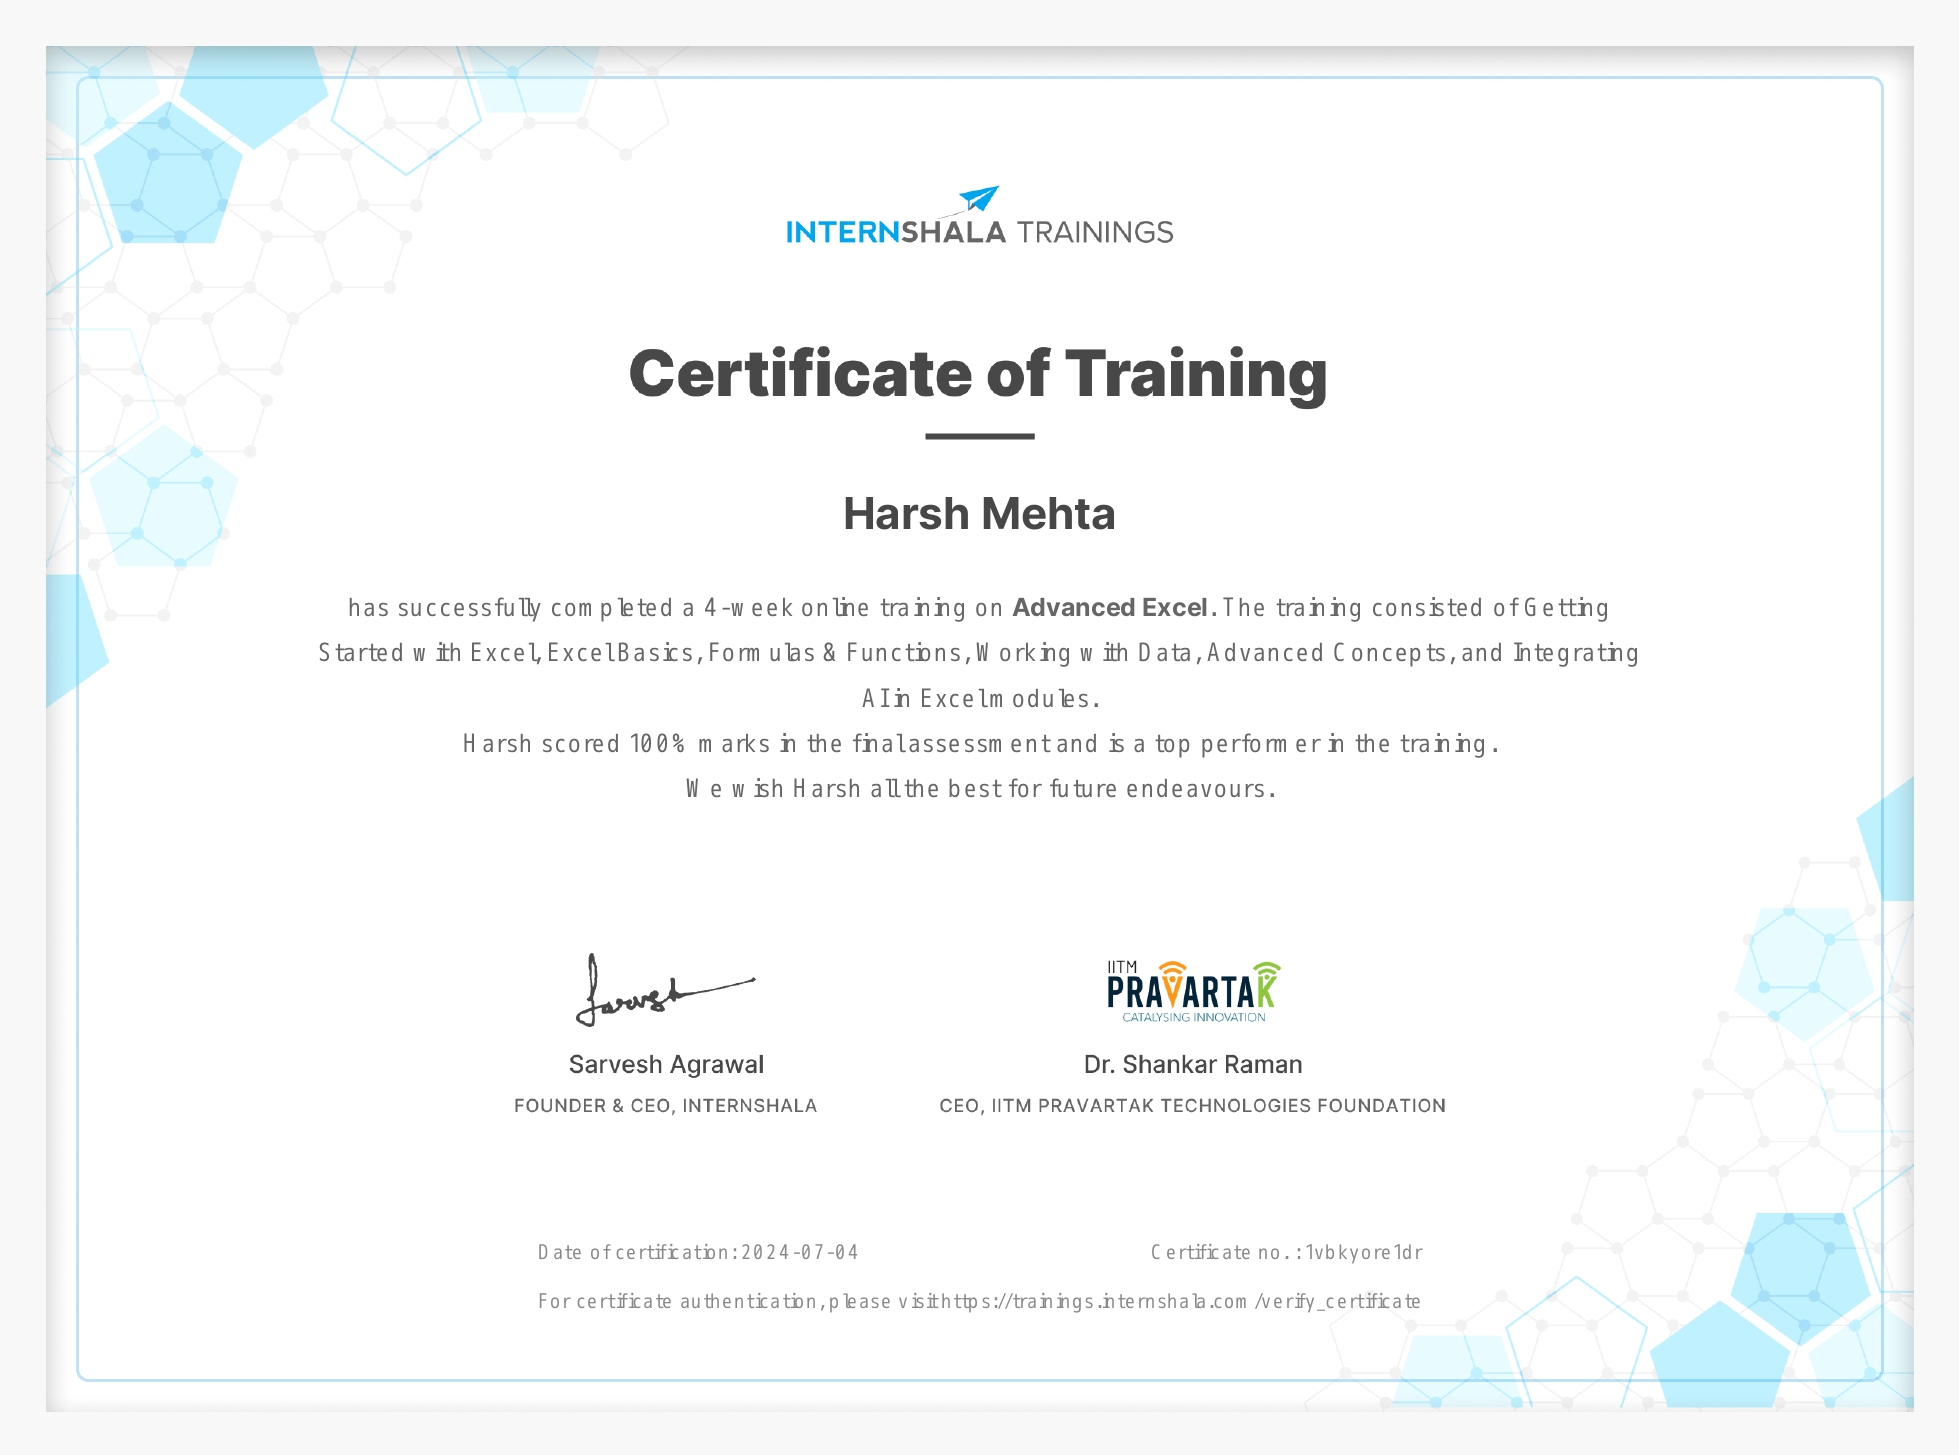 INTERNSHALA TRAININGS
Certificate of Training
Harsh Mehta
has successfully completed a 4-week online training on Advanced Excel. The training consisted of Getting
Started with Excel, Excel Basics, Formulas & Functions, Working with Data, Advanced Concepts, and Integrating
AI in Excel modules.
Harsh scored 100% marks in the final assessment and is a top performer in the training.
We wish Harsh all the best for future endeavours.
Sarvesh
IITM
PRAVARTAK
CATALYSING INNOVATION
Sarvesh Agrawal
Dr. Shankar Raman
FOUNDER & CEO, INTERNSHALA
CEO, IITM PRAVARTAK TECHNOLOGIES FOUNDATION
Date of certification: 2024-07-04
Certificate no. : 1vbkyore1dr
For certificate authentication, please visit https://trainings.internshala.com/verify_certificate